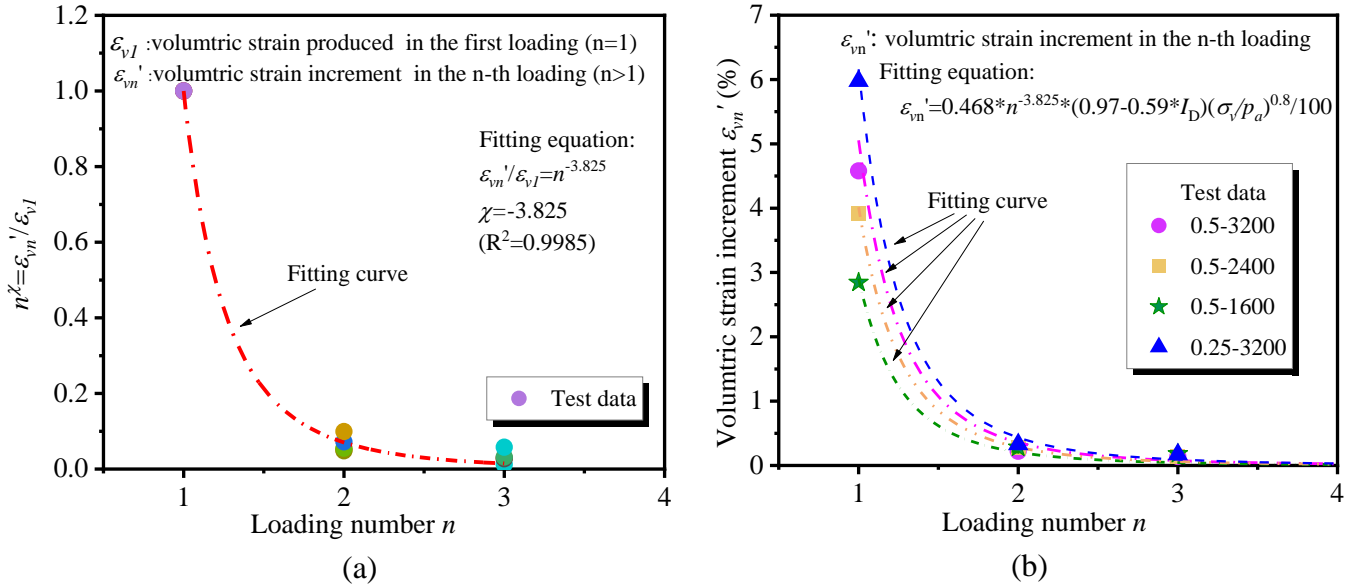 ε_v1 :volumtric strain produced in the first loading (n=1)
ε_vn' :volumtric strain increment in the n-th loading (n>1)
Fitting equation:
ε_vn'/ε_v1=n^-3.825
χ=-3.825
(R^2=0.9985)
Fitting curve
Test data
n^χ=ε_vn'/ε_v1
1.2
1.0
0.8
0.6
0.4
0.2
0.0
1
2
3
4
Loading number n
(a)
ε_vn': volumtric strain increment in the n-th loading
Fitting equation:
ε_vn'=0.468*n^-3.825*(0.97-0.59*I_D)(σ_v/p_a)^0.8/100
Fitting curve
Test data
0.5-3200
0.5-2400
0.5-1600
0.25-3200
Volumtric strain increment ε_vn' (%)
7
6
5
4
3
2
1
0
1
2
3
4
Loading number n
(b)